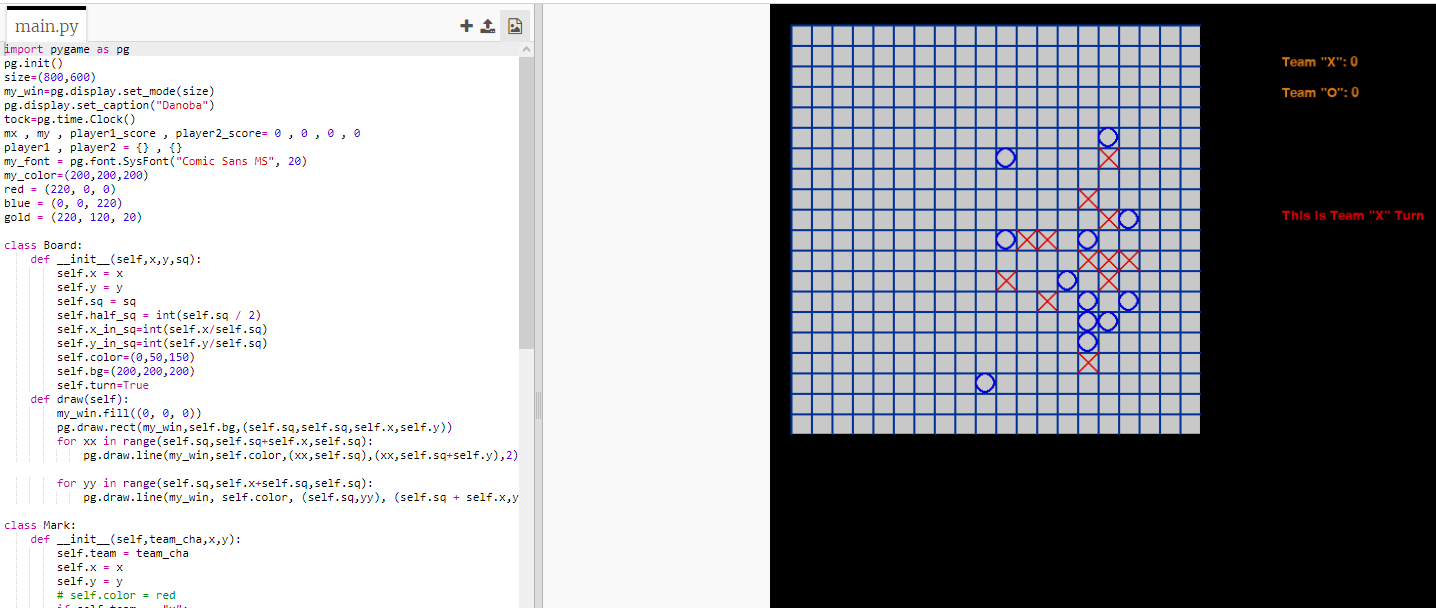 main.py
import pygame as pg
pg.init()
size=(800,600)
my_win=pg.display.set_mode(size)
pg.display.set_caption("Danoba")
tock=pg.time.Clock()
mx , my , player1_score , player2_score= 0 , 0 , 0 , 0
player1 , player2 = {} , {}
my_font = pg.font.SysFont("Comic Sans MS", 20)
my_color=(200,200,200)
red = (220, 0, 0)
blue = (0, 0, 220)
gold = (220, 120, 20)
class Board:
    def __init__(self,x,y,sq):
        self.x = x
        self.y = y
        self.sq = sq
        self.half_sq = int(self.sq / 2)
        self.x_in_sq=int(self.x/self.sq)
        self.y_in_sq=int(self.y/self.sq)
        self.color=(0,50,150)
        self.bg=(200,200,200)
        self.turn=True
    def draw(self):
        my_win.fill((0, 0, 0))
        pg.draw.rect(my_win,self.bg,(self.sq,self.sq,self.x,self.y))
        for xx in range(self.sq,self.sq+self.x,self.sq):
            pg.draw.line(my_win,self.color,(xx,self.sq),(xx,self.sq+self.y),2)
        for yy in range(self.sq,self.x+self.sq,self.sq):
            pg.draw.line(my_win, self.color, (self.sq,yy), (self.sq + self.x,y
class Mark:
    def __init__(self,team_cha,x,y):
        self.team = team_cha
        self.x = x
        self.y = y
        # self.color = red
Team "X": 0
Team "O": 0
This is Team "X" Turn